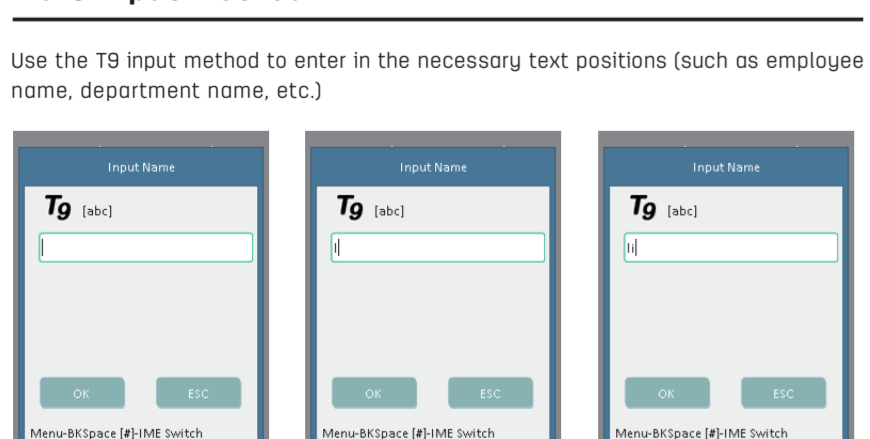 Use the T9 input method to enter in the necessary text positions (such as employee
name, department name, etc.)
Input Name
T9 [abc]
OK ESC
Menu-BKSpace [#]-IME Switch
Input Name
T9 [abc]
l
OK ESC
Menu-BKSpace [#]-IME Switch
Input Name
T9 [abc]
li
OK ESC
Menu-BKSpace [#]-IME Switch